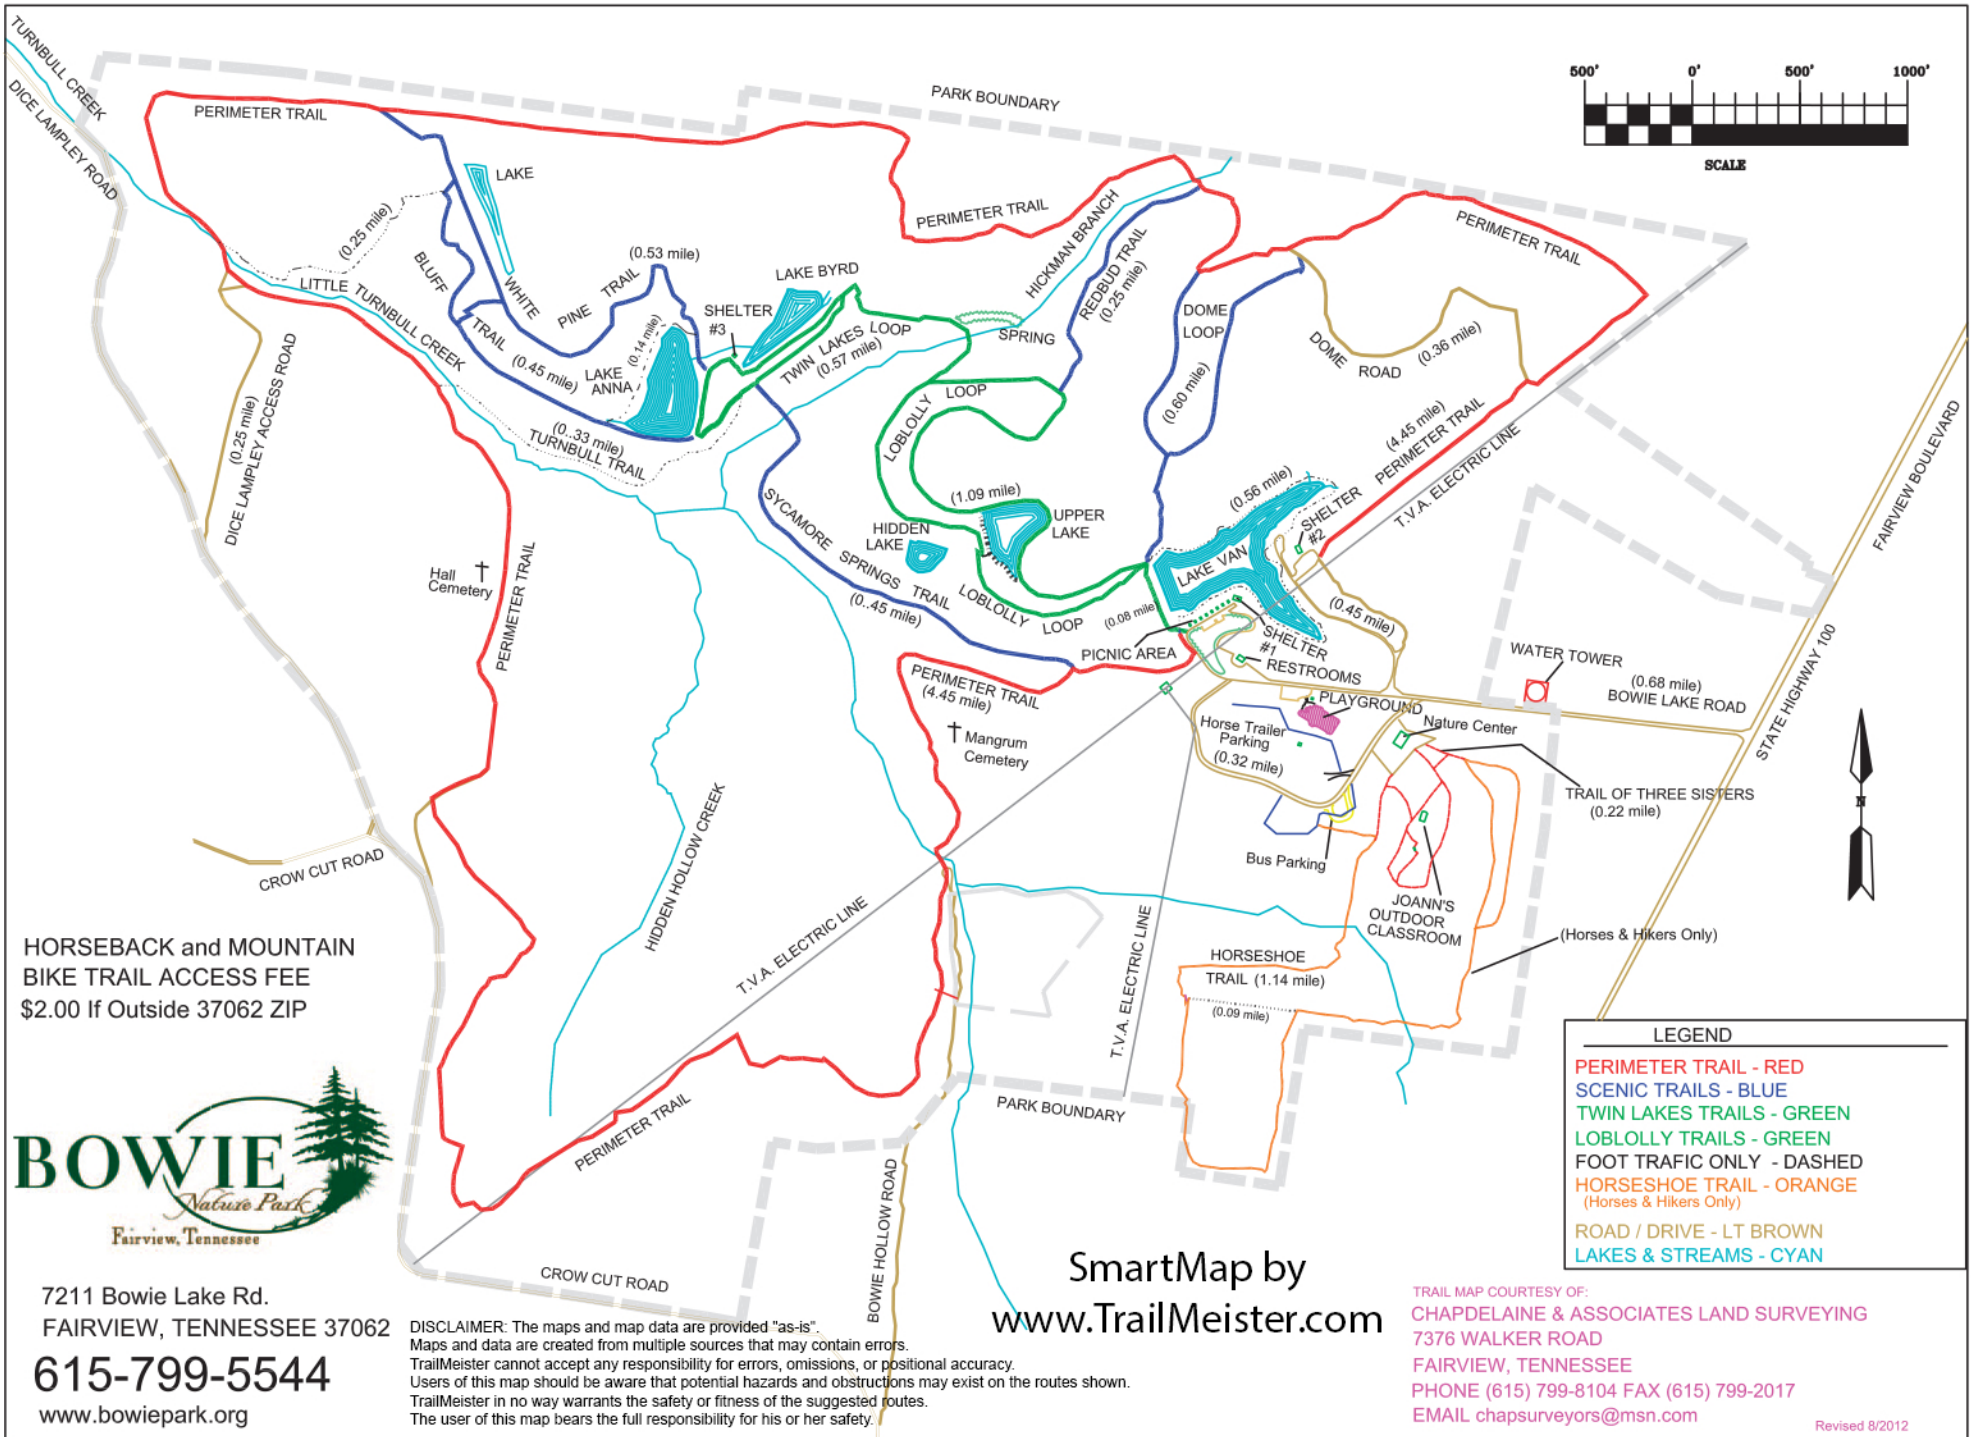 TURNBULL CREEK
DICE LAMPLEY ROAD
PERIMETER TRAIL
PARK BOUNDARY
500' 0' 500' 1000'
SCALE
LAKE
(0.25 mile)
BLUFF
TRAIL (0.45 mile)
WHITE
PINE TRAIL
(0.53 mile)
LITTLE TURNBULL CREEK
LAKE BYRD
SHELTER
#3
(0.14 mile)
LAKE
ANNA
TWIN LAKES LOOP
(0.57 mile)
PERIMETER TRAIL
HICKMAN BRANCH
REDBUD TRAIL
(0.25 mile)
SPRING
DOME
LOOP
(0.60 mile)
PERIMETER TRAIL
DOME
ROAD
(0.36 mile)
(0.25 mile)
DICE LAMPLEY ACCESS ROAD
(0..33 mile)
TURNBULL TRAIL
LOBLOLLY
LOOP
(1.09 mile)
UPPER
LAKE
HIDDEN
LAKE
SYCAMORE SPRINGS TRAIL
(0..45 mile)
LOBLOLLY
LOOP
(0.08 mile)
(0.56 mile)
LAKE VAN
SHELTER
#2
(4.45 mile)
PERIMETER TRAIL
T.V.A. ELECTRIC LINE
FAIRVIEW BOULEVARD
STATE HIGHWAY 100
Hall
Cemetery
PERIMETER TRAIL
(0.45 mile)
PICNIC AREA
SHELTER
#1
RESTROOMS
PERIMETER TRAIL
(4.45 mile)
Mangrum
Cemetery
PLAYGROUND
Horse Trailer
Parking
(0.32 mile)
Nature Center
WATER TOWER
(0.68 mile)
BOWIE LAKE ROAD
TRAIL OF THREE SISTERS
(0.22 mile)
Bus Parking
JOANN'S
OUTDOOR
CLASSROOM
(Horses & Hikers Only)
HORSESHOE
TRAIL (1.14 mile)
(0.09 mile)
N
CROW CUT ROAD
HIDDEN HOLLOW CREEK
T.V.A. ELECTRIC LINE
T.V.A. ELECTRIC LINE
PERIMETER TRAIL
PARK BOUNDARY
BOWIE HOLLOW ROAD
CROW CUT ROAD
HORSEBACK and MOUNTAIN
BIKE TRAIL ACCESS FEE
$2.00 If Outside 37062 ZIP
BOWIE
Nature Park
Fairview, Tennessee
7211 Bowie Lake Rd.
FAIRVIEW, TENNESSEE 37062
615-799-5544
www.bowiepark.org
DISCLAIMER: The maps and map data are provided "as-is".
Maps and data are created from multiple sources that may contain errors.
TrailMeister cannot accept any responsibility for errors, omissions, or positional accuracy.
Users of this map should be aware that potential hazards and obstructions may exist on the routes shown.
TrailMeister in no way warrants the safety or fitness of the suggested routes.
The user of this map bears the full responsibility for his or her safety.
SmartMap by
www.TrailMeister.com
LEGEND
PERIMETER TRAIL - RED
SCENIC TRAILS - BLUE
TWIN LAKES TRAILS - GREEN
LOBLOLLY TRAILS - GREEN
FOOT TRAFIC ONLY - DASHED
HORSESHOE TRAIL - ORANGE
(Horses & Hikers Only)
ROAD / DRIVE - LT BROWN
LAKES & STREAMS - CYAN
TRAIL MAP COURTESY OF:
CHAPDELAINE & ASSOCIATES LAND SURVEYING
7376 WALKER ROAD
FAIRVIEW, TENNESSEE
PHONE (615) 799-8104 FAX (615) 799-2017
EMAIL chapsurveyors@msn.com
Revised 8/2012